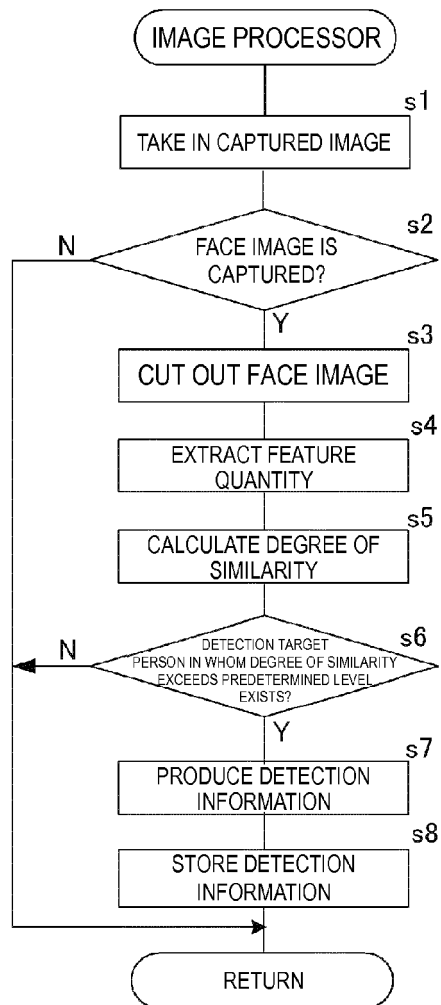 IMAGE PROCESSOR
s1
TAKE IN CAPTURED IMAGE
s2
N
FACE IMAGE IS
CAPTURED?
Y
s3
CUT OUT FACE IMAGE
s4
EXTRACT FEATURE
QUANTITY
s5
CALCULATE DEGREE OF
SIMILARITY
s6
N
DETECTION TARGET
PERSON IN WHOM DEGREE OF SIMILARITY
EXCEEDS PREDETERMINED LEVEL
EXISTS?
Y
s7
PRODUCE DETECTION
INFORMATION
s8
STORE DETECTION
INFORMATION
RETURN